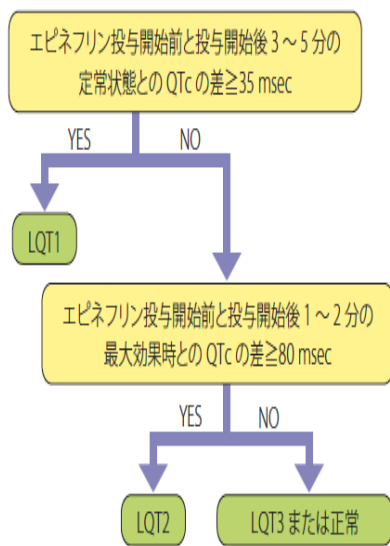 エピネフリン投与開始前と投与開始後 3 ～ 5 分の
定常状態との QTc の差≧35 msec
YES
NO
LQT1
エピネフリン投与開始前と投与開始後 1 ～ 2 分の
最大効果時との QTc の差≧80 msec
YES
NO
LQT2
LQT3 または正常